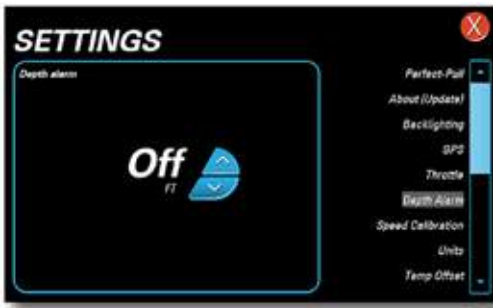 SETTINGS
Depth alarm
Off
FT
Perfect-Pull
About (Update)
Backlighting
GPS
Throttle
Depth Alarm
Speed Calibration
Units
Temp Offset